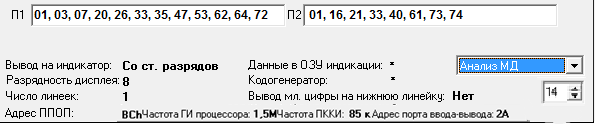 П1 01, 03, 07, 20, 26, 33, 35, 47, 53, 62, 64, 72 П2 01, 16, 21, 33, 40, 61, 73, 74
Вывод на индикатор: Со ст. разрядов Данные в ОЗУ индикации: * Анализ МД
Разрядность дисплея: 8 Кодогенератор: *
Число линеек: 1 Вывод мл. цифры на нижнюю линейку: Нет 14
Адрес ППОП: BCh Частота ГИ процессора: 1,5М Частота ПККИ: 85 к Адрес порта ввода-вывода: 2A